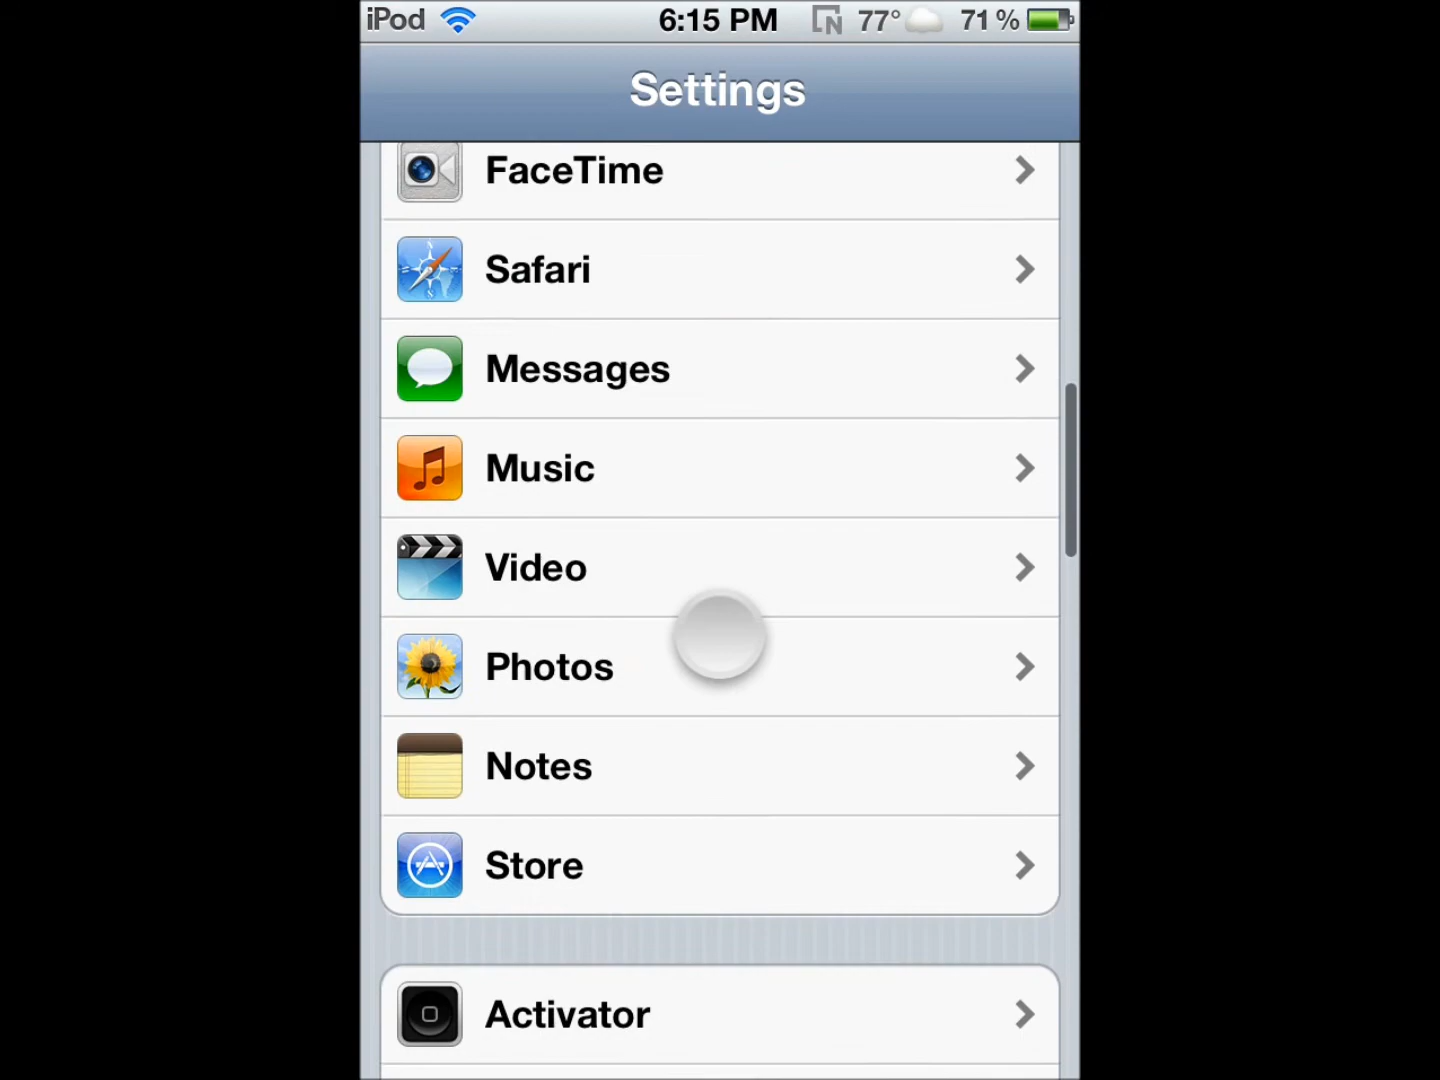 iPod 6:15 PM N 77° 71 %
Settings
FaceTime
Safari
Messages
Music
Video
Photos
Notes
Store
Activator